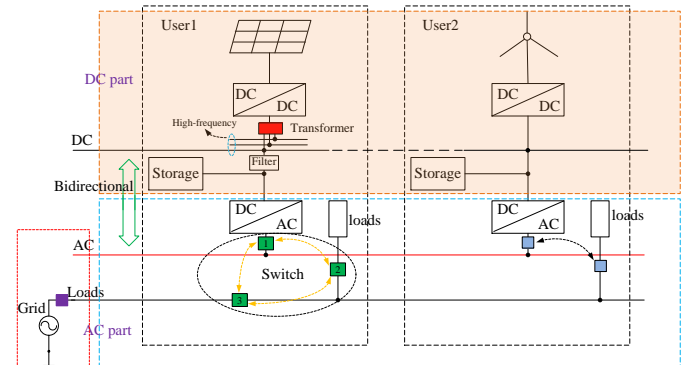 User1
User2
DC part
DC
DC
DC
DC
High-frequency
Transformer
DC
Filter
Storage
Storage
Bidirectional
DC
AC
loads
DC
AC
loads
AC
1
Switch
2
Loads
3
Grid
AC part